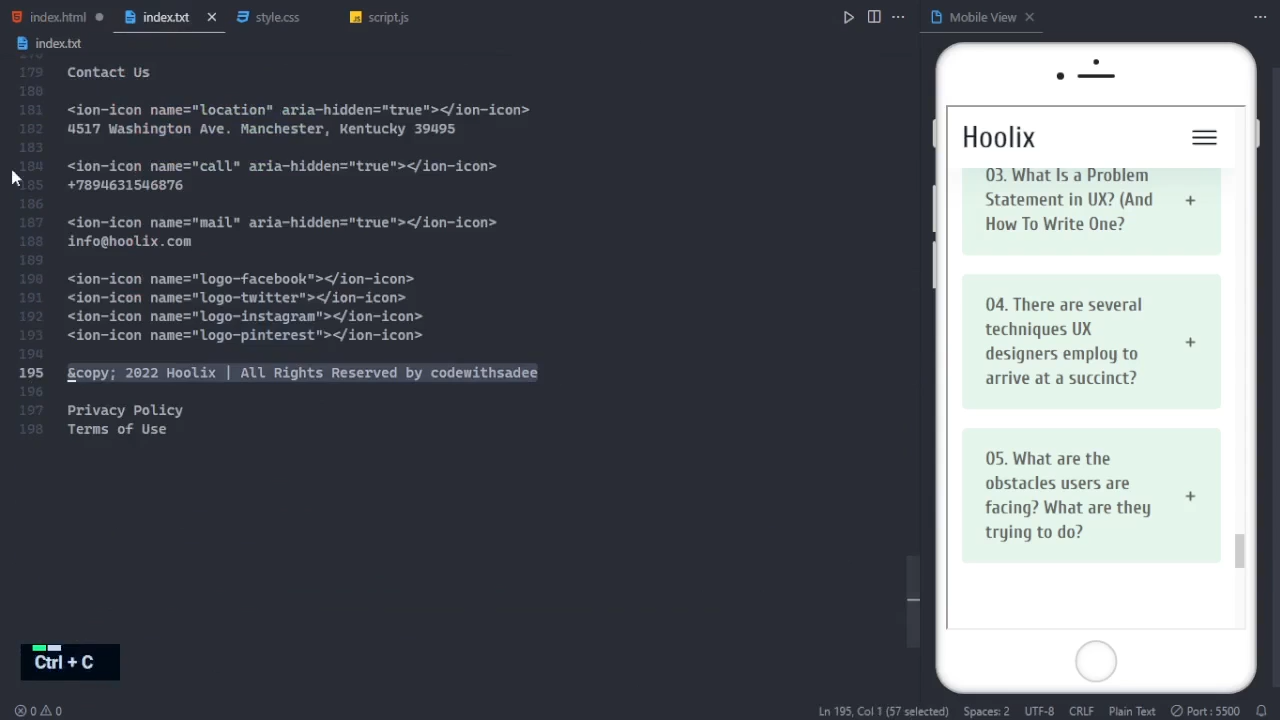 index.html
index.txt
style.css
script.js
Mobile View
index.txt
179 Contact Us
180
181 <ion-icon name="location" aria-hidden="true"></ion-icon>
182 4517 Washington Ave. Manchester, Kentucky 39495
183
184 <ion-icon name="call" aria-hidden="true"></ion-icon>
185 +7894631546876
186
187 <ion-icon name="mail" aria-hidden="true"></ion-icon>
188 info@hoolix.com
189
190 <ion-icon name="logo-facebook"></ion-icon>
191 <ion-icon name="logo-twitter"></ion-icon>
192 <ion-icon name="logo-instagram"></ion-icon>
193 <ion-icon name="logo-pinterest"></ion-icon>
194
195 &copy; 2022 Hoolix | All Rights Reserved by codewithsadee
196
197 Privacy Policy
198 Terms of Use
Hoolix
03. What Is a Problem
Statement in UX? (And
How To Write One?
+
04. There are several
techniques UX
designers employ to
arrive at a succinct?
+
05. What are the
obstacles users are
facing? What are they
trying to do?
+
Ctrl + C
0 0
Ln 195, Col 1 (57 selected)
Spaces: 2
UTF-8
CRLF
Plain Text
Port : 5500